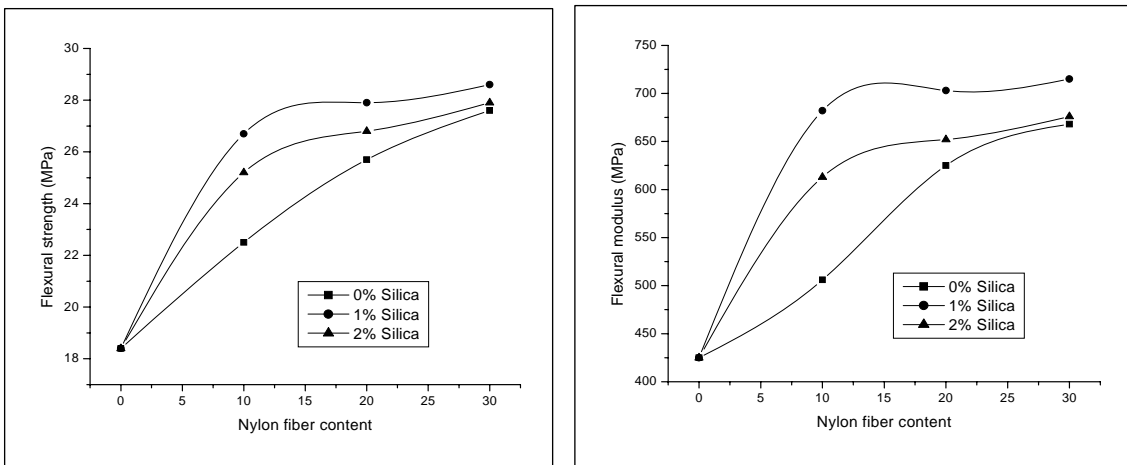 30
28
26
24
22
20
18
Flexural strength (MPa)
0% Silica
1% Silica
2% Silica
0 5 10 15 20 25 30
Nylon fiber content
750
700
650
600
550
500
450
400
Flexural modulus (MPa)
0% Silica
1% Silica
2% Silica
0 5 10 15 20 25 30
Nylon fiber content